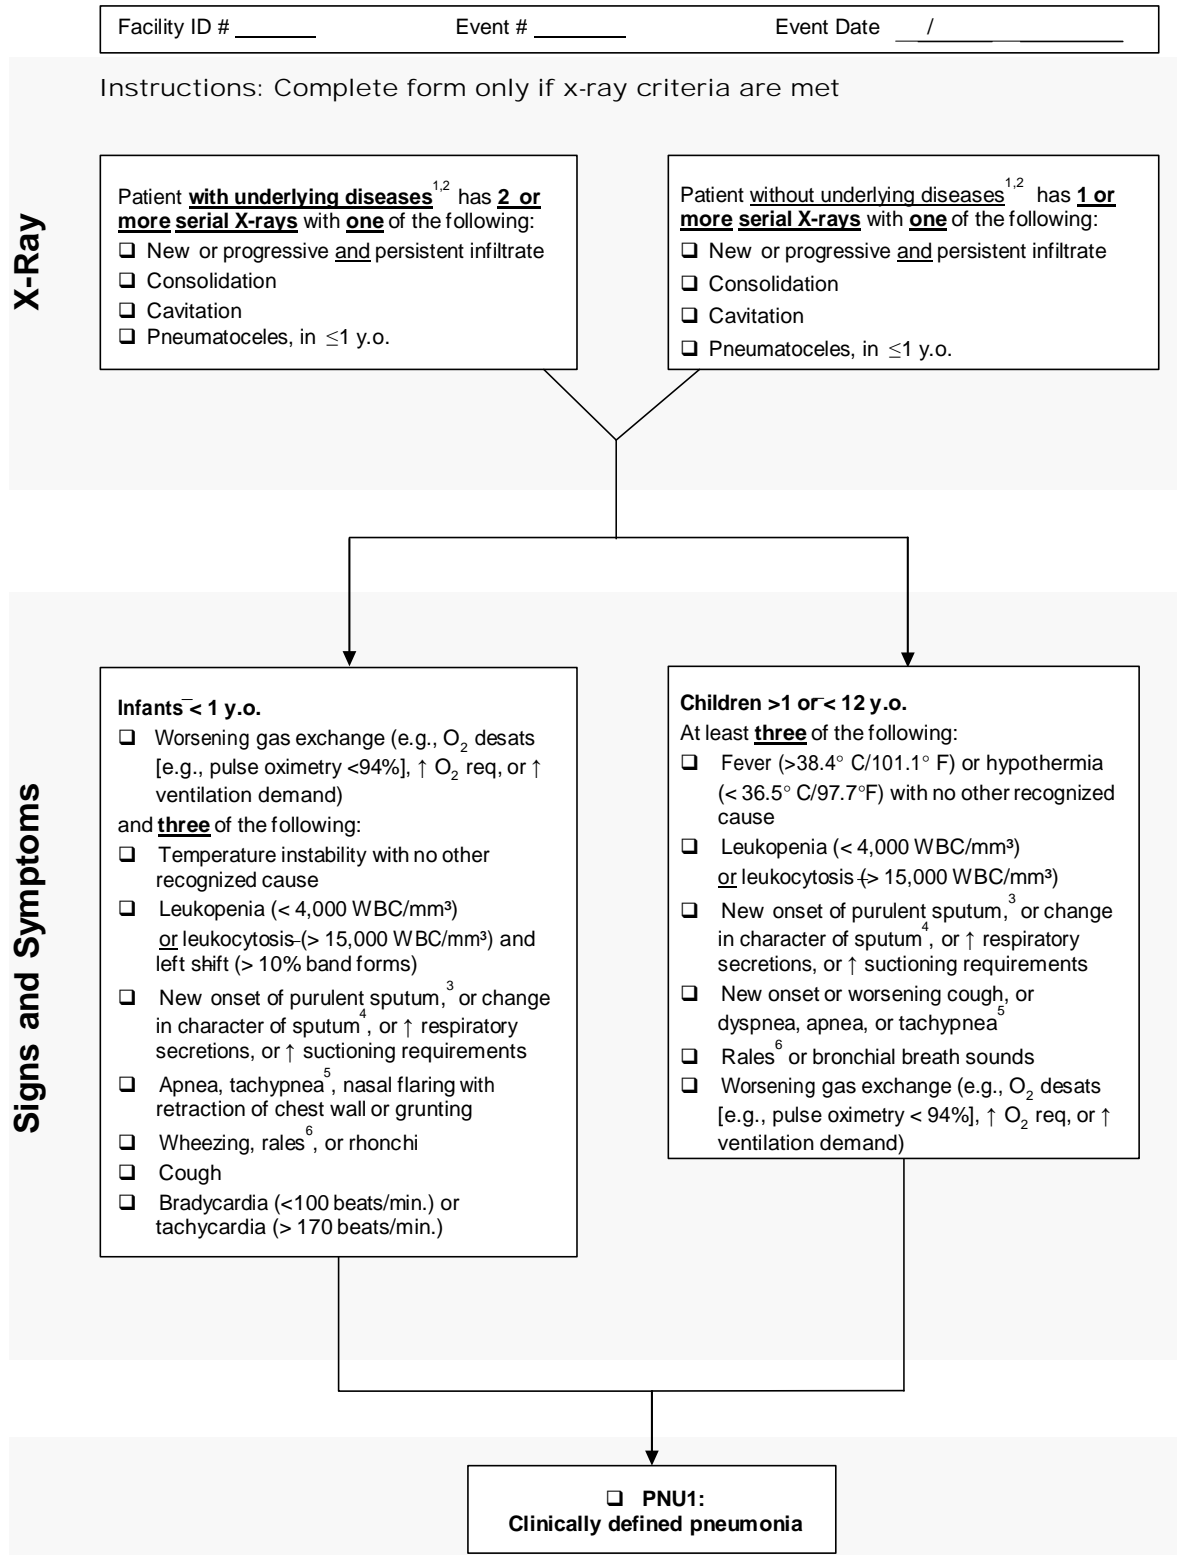 Facility ID # _______ Event # ________ Event Date __/______ _________
Instructions: Complete form only if x-ray criteria are met
X-Ray
Patient with underlying diseases1,2 has 2 or
more serial X-rays with one of the following:
❑ New or progressive and persistent infiltrate
❑ Consolidation
❑ Cavitation
❑ Pneumatoceles, in ≤1 y.o.
Patient without underlying diseases1,2 has 1 or
more serial X-rays with one of the following:
❑ New or progressive and persistent infiltrate
❑ Consolidation
❑ Cavitation
❑ Pneumatoceles, in ≤1 y.o.
Signs and Symptoms
Infants < 1 y.o.
❑ Worsening gas exchange (e.g., O2 desats
[e.g., pulse oximetry <94%], ↑ O2 req, or ↑
ventilation demand)
and three of the following:
❑ Temperature instability with no other
recognized cause
❑ Leukopenia (< 4,000 WBC/mm³)
or leukocytosis (> 15,000 WBC/mm³) and
left shift (> 10% band forms)
❑ New onset of purulent sputum,3 or change
in character of sputum4, or ↑ respiratory
secretions, or ↑ suctioning requirements
❑ Apnea, tachypnea5, nasal flaring with
retraction of chest wall or grunting
❑ Wheezing, rales6, or rhonchi
❑ Cough
❑ Bradycardia (<100 beats/min.) or
tachycardia (> 170 beats/min.)
Children >1 or < 12 y.o.
At least three of the following:
❑ Fever (>38.4° C/101.1° F) or hypothermia
(< 36.5° C/97.7°F) with no other recognized
cause
❑ Leukopenia (< 4,000 WBC/mm³)
or leukocytosis (> 15,000 WBC/mm³)
❑ New onset of purulent sputum,3 or change
in character of sputum4, or ↑ respiratory
secretions, or ↑ suctioning requirements
❑ New onset or worsening cough, or
dyspnea, apnea, or tachypnea5
❑ Rales6 or bronchial breath sounds
❑ Worsening gas exchange (e.g., O2 desats
[e.g., pulse oximetry < 94%], ↑ O2 req, or ↑
ventilation demand)
❑ PNU1:
Clinically defined pneumonia